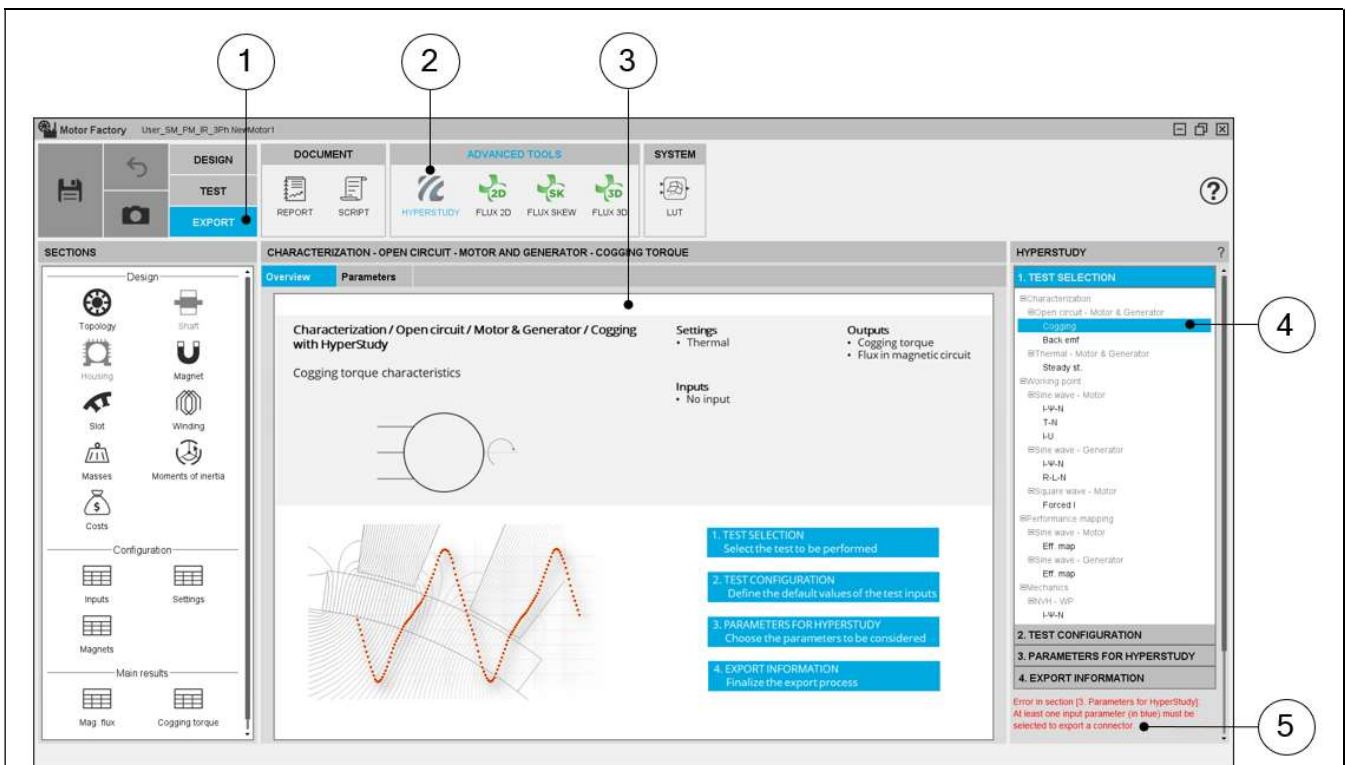 1
2
3
Motor Factory User_SM_PM_IR_3Ph NewMotor1
DESIGN
TEST
EXPORT
DOCUMENT
REPORT
SCRIPT
ADVANCED TOOLS
HYPERSTUDY
2D
FLUX 2D
SK
FLUX SKEW
3D
FLUX 3D
SYSTEM
LUT
?
SECTIONS
Design
Topology
Shaft
Housing
Magnet
Slot
Winding
Masses
Moments of inertia
$
Costs
Configuration
Inputs
Settings
Magnets
Main results
Mag. flux
Cogging torque
CHARACTERIZATION - OPEN CIRCUIT - MOTOR AND GENERATOR - COGGING TORQUE
Overview
Parameters
Characterization / Open circuit / Motor & Generator / Cogging
with HyperStudy
Cogging torque characteristics
Settings
• Thermal
Inputs
• No input
Outputs
• Cogging torque
• Flux in magnetic circuit
1. TEST SELECTION
Select the test to be performed
2. TEST CONFIGURATION
Define the default values of the test inputs
3. PARAMETERS FOR HYPERSTUDY
Choose the parameters to be considered
4. EXPORT INFORMATION
Finalize the export process
HYPERSTUDY
?
1. TEST SELECTION
Characterization
Open circuit - Motor & Generator
Cogging
Back emf
Thermal - Motor & Generator
Steady st.
Working point
Sine wave - Motor
I-Ψ-N
T-N
I-U
Sine wave - Generator
I-Ψ-N
R-L-N
Square wave - Motor
Forced I
Performance mapping
Sine wave - Motor
Eff. map
Sine wave - Generator
Eff. map
Mechanics
NVH - WP
I-Ψ-N
2. TEST CONFIGURATION
3. PARAMETERS FOR HYPERSTUDY
4. EXPORT INFORMATION
Error in section [3. Parameters for HyperStudy]:
At least one input parameter (in blue) must be
selected to export a connector.
4
5